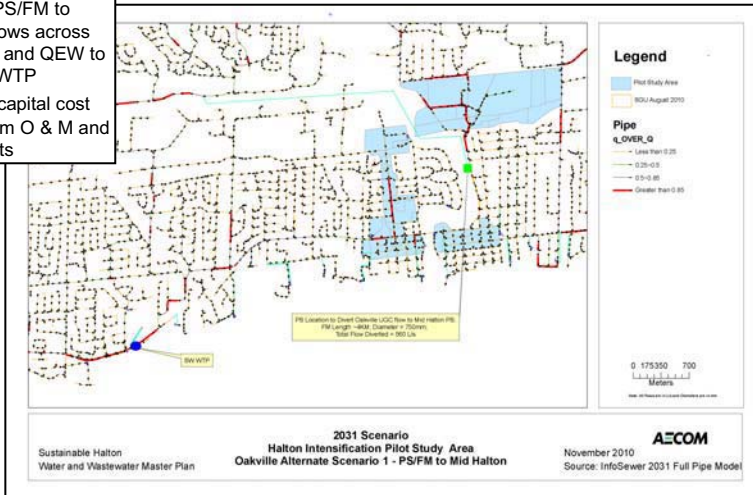 PS/FM to
ows across
and QEW to
WTP
capital cost
m O & M and
ts
Legend
Pilot Study Area
SGU August 2010
Pipe
q_OVER_Q
Less than 0.25
0.25-0.5
0.5-0.85
Greater than 0.85
PS Location to Divert Oakville UGC flow to Mid Halton PS.
FM Length ~4KM; Diameter = 750mm;
Total Flow Diverted = 560 L/s
SW WTP
0 175350 700
Meters
Sustainable Halton
Water and Wastewater Master Plan
2031 Scenario
Halton Intensification Pilot Study Area
Oakville Alternate Scenario 1 - PS/FM to Mid Halton
AECOM
November 2010
Source: InfoSewer 2031 Full Pipe Model